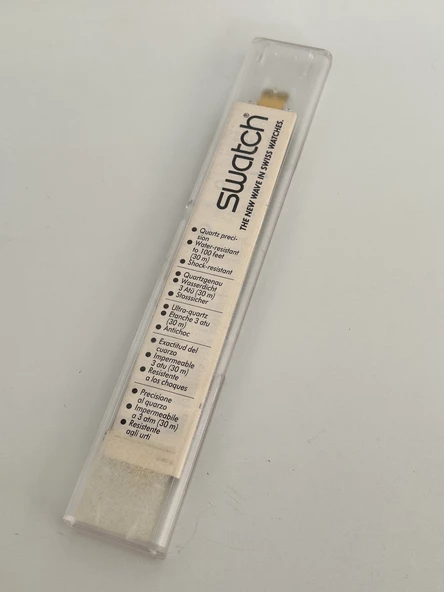 swatch®
THE NEW WAVE IN SWISS WATCHES.
● Quartz preci-
sion
● Water-resistant
to 100 feet
(30 m)
● Shock-resistant
● Quartsgenau
● Wasserdicht
3 Atü (30 m)
● Stosssicher
● Ultra-quartz
● Etanche 3 atu
(30 m)
● Antichoc
● Exactitud del
cuarzo
● Impermeable
3 atu (30 m)
● Resistente
a los choques
● Precisione
al quarzo
● Impermeabile
a 3 atm (30 m)
● Resistente
agli urti